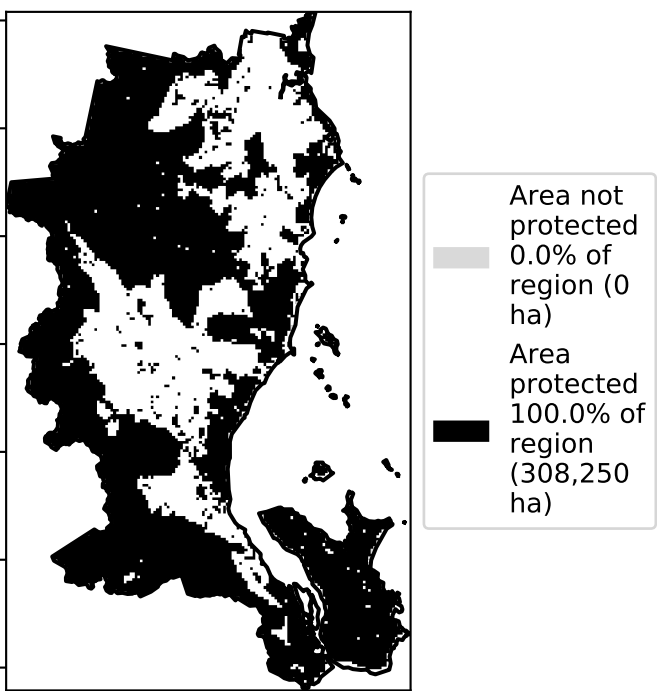 Area not
protected
0.0% of
region (0
ha)
Area
protected
100.0% of
region
(308,250
ha)